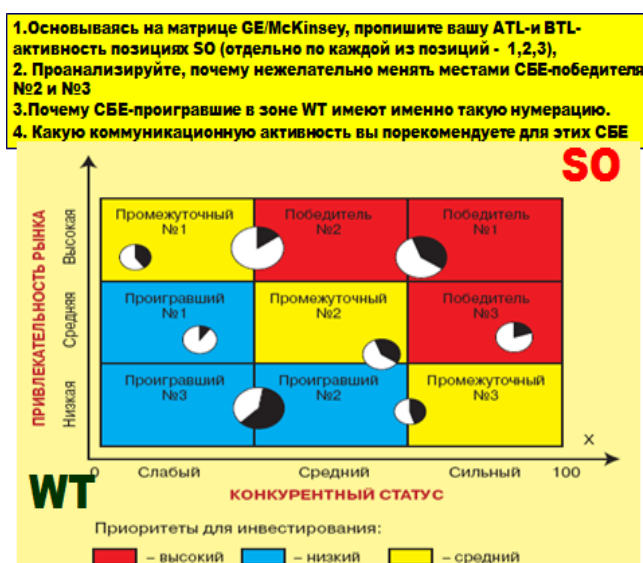 1.Основываясь на матрице GE/McKinsey, пропишите вашу ATL-и BTL-
активность позициях SO (отдельно по каждой из позиций - 1,2,3),
2. Проанализируйте, почему нежелательно менять местами СБЕ-победителя
№2 и №3
3.Почему СБЕ-проигравшие в зоне WT имеют именно такую нумерацию.
4. Какую коммуникационную активность вы порекомендуете для этих СБЕ
SO
ПРИВЛЕКАТЕЛЬНОСТЬ РЫНКА
Высокая
Средняя
Низкая
Промежуточный
№1
Победитель
№2
Победитель
№1
Проигравший
№1
Промежуточный
№2
Победитель
№3
Проигравший
№3
Проигравший
№2
Промежуточный
№3
X
WT
0
Слабый
Средний
Сильный
100
КОНКУРЕНТНЫЙ СТАТУС
Приоритеты для инвестирования:
– высокий
– низкий
– средний